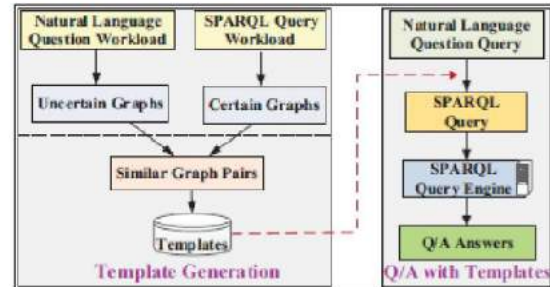 Natural Language
Question Workload
SPARQL Query
Workload
Uncertain Graphs
Certain Graphs
Similar Graph Pairs
Templates
Template Generation
Natural Language
Question Query
SPARQL
Query
SPARQL
Query Engine
Q/A Answers
Q/A with Templates